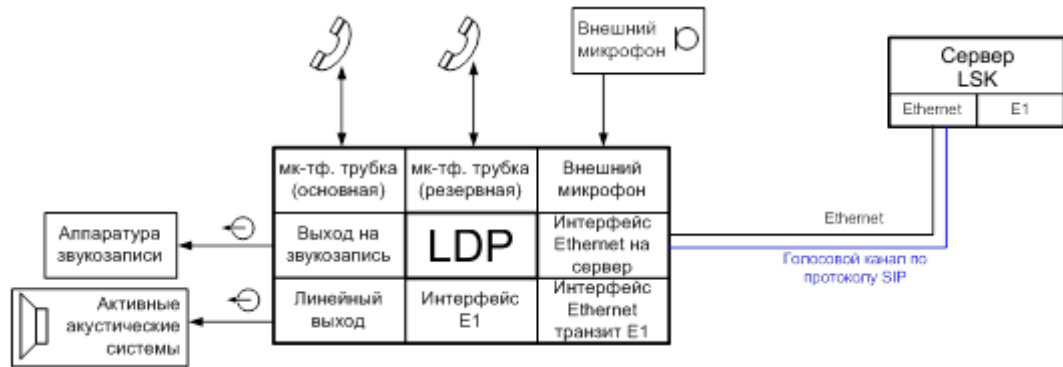 Внешний
микрофон
Сервер
LSK
Ethernet
E1
мк-тф. трубка
(основная)
мк-тф. трубка
(резервная)
Внешний
микрофон
Аппаратура
звукозаписи
Выход на
звукозапись
LDP
Интерфейс
Ethernet на
сервер
Ethernet
Голосовой канал по
протоколу SIP
Активные
акустические
системы
Линейный
выход
Интерфейс
E1
Интерфейс
Ethernet
транзит E1